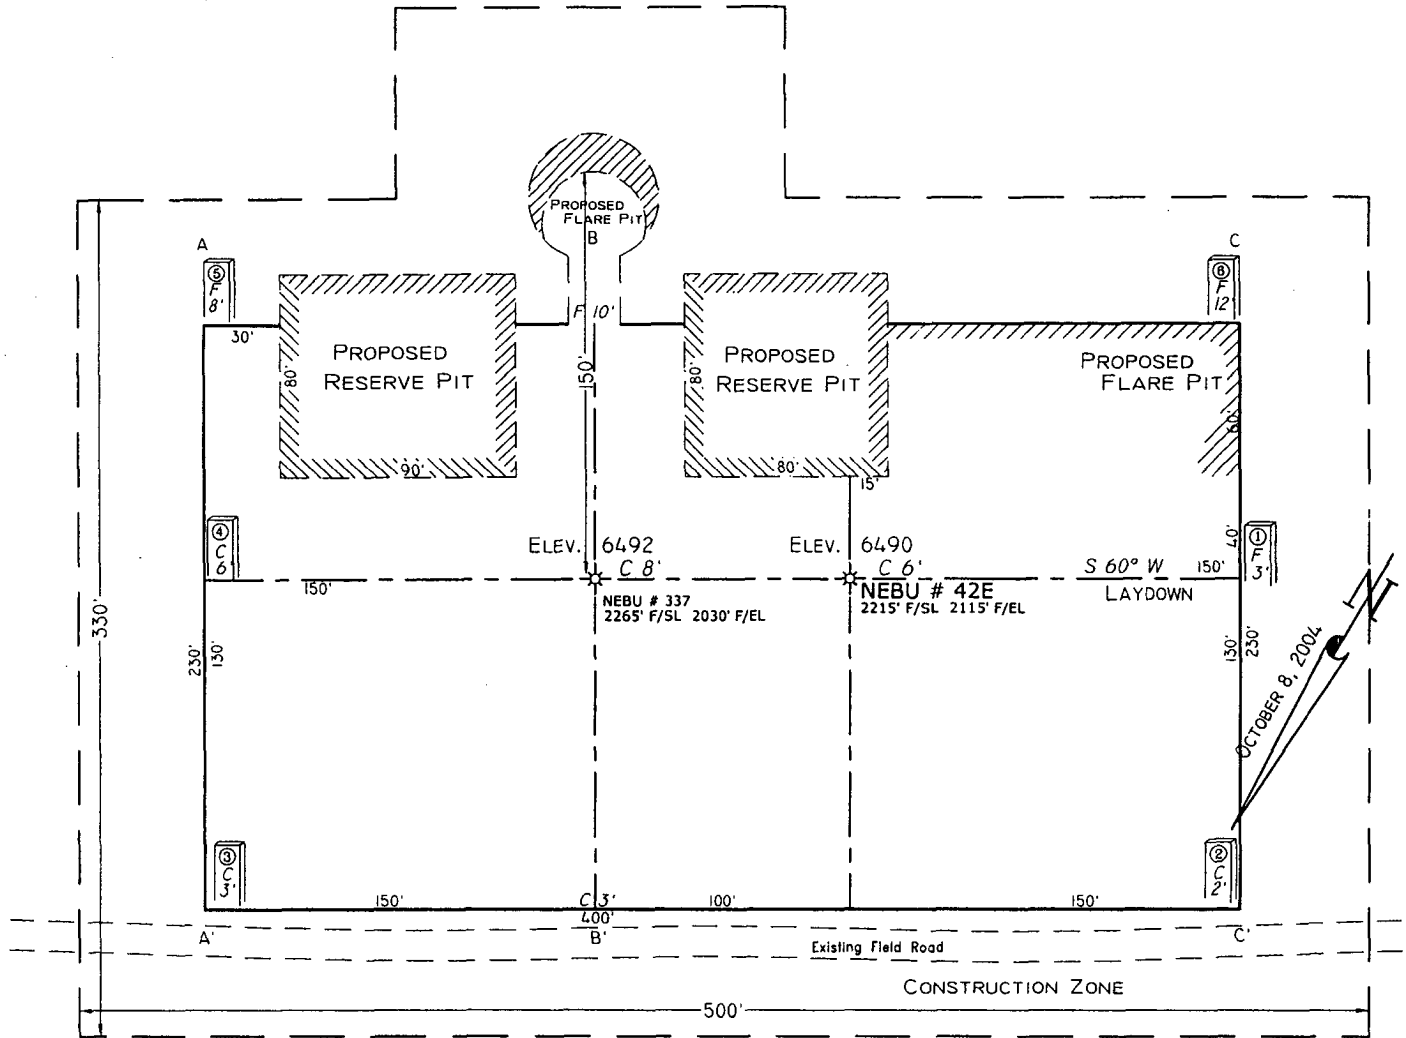 PROPOSED
FLARE PIT
B
A
C
⑤
F
8'
⑥
F
12'
30'
F 10'
PROPOSED
RESERVE PIT
80'
90'
150'
PROPOSED
RESERVE PIT
80'
80'
15'
PROPOSED
FLARE PIT
60'
40'
④
C
6'
①
F
3'
ELEV. 6492
C 8'
ELEV. 6490
C 6'
S 60° W
150'
150'
LAYDOWN
NEBU # 337
2265' F/SL 2030' F/EL
NEBU # 42E
2215' F/SL 2115' F/EL
330'
230'
130'
130'
230'
OCTOBER 8, 2004
N
③
C
3'
②
C
2'
150'
C 3'
100'
150'
400'
A'
B'
C'
Existing Field Road
CONSTRUCTION ZONE
500'